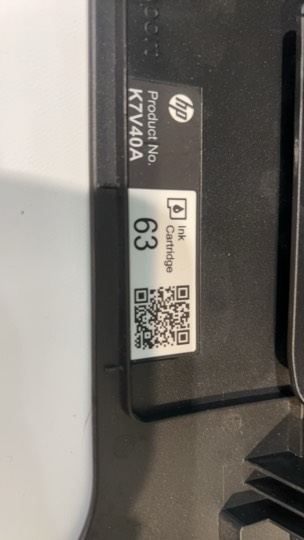 hp
Product No.
K7V40A
Ink
Cartridge
63